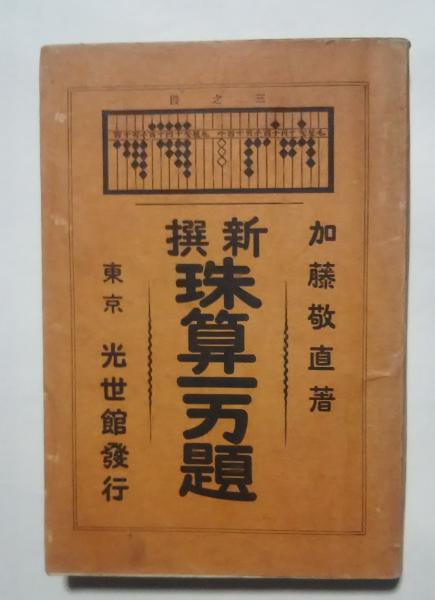 三之段
加藤敬直著
新撰
珠算一万題
東京 光世館發行